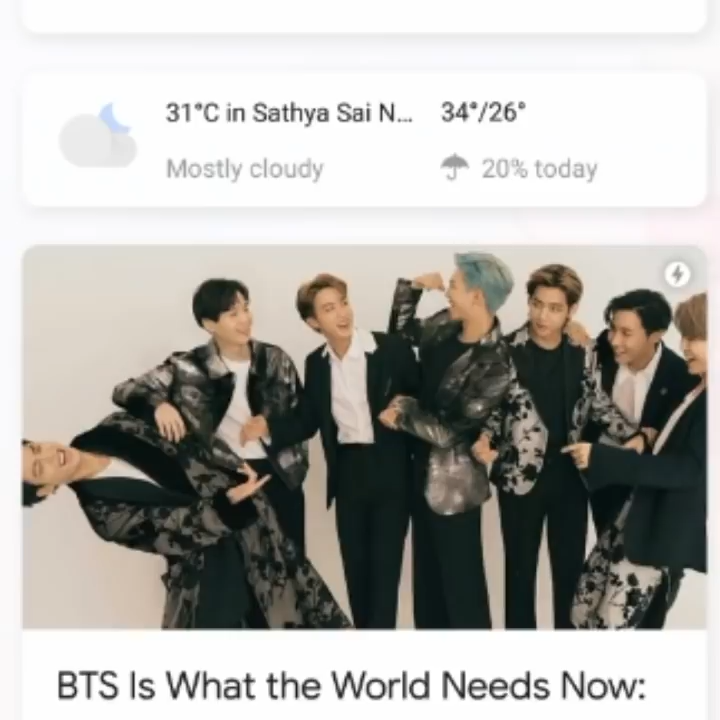 31°C in Sathya Sai N... 34°/26°
Mostly cloudy 20% today
BTS Is What the World Needs Now: